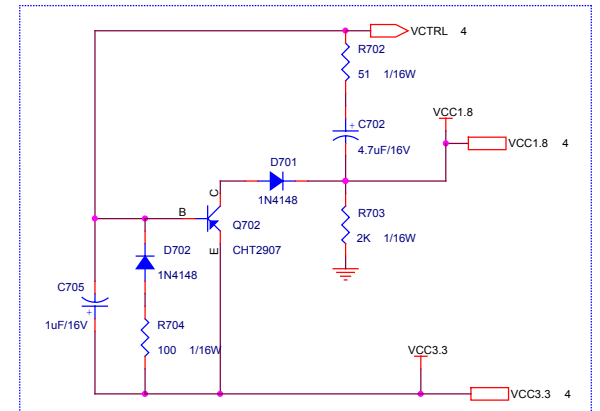 VCTRL 4
R702
51 1/16W
+
C702
4.7uF/16V
VCC1.8
VCC1.8 4
D701
1N4148
C
B
E
Q702
CHT2907
R703
2K 1/16W
D702
1N4148
C705
+
1uF/16V
R704
100 1/16W
VCC3.3
VCC3.3 4